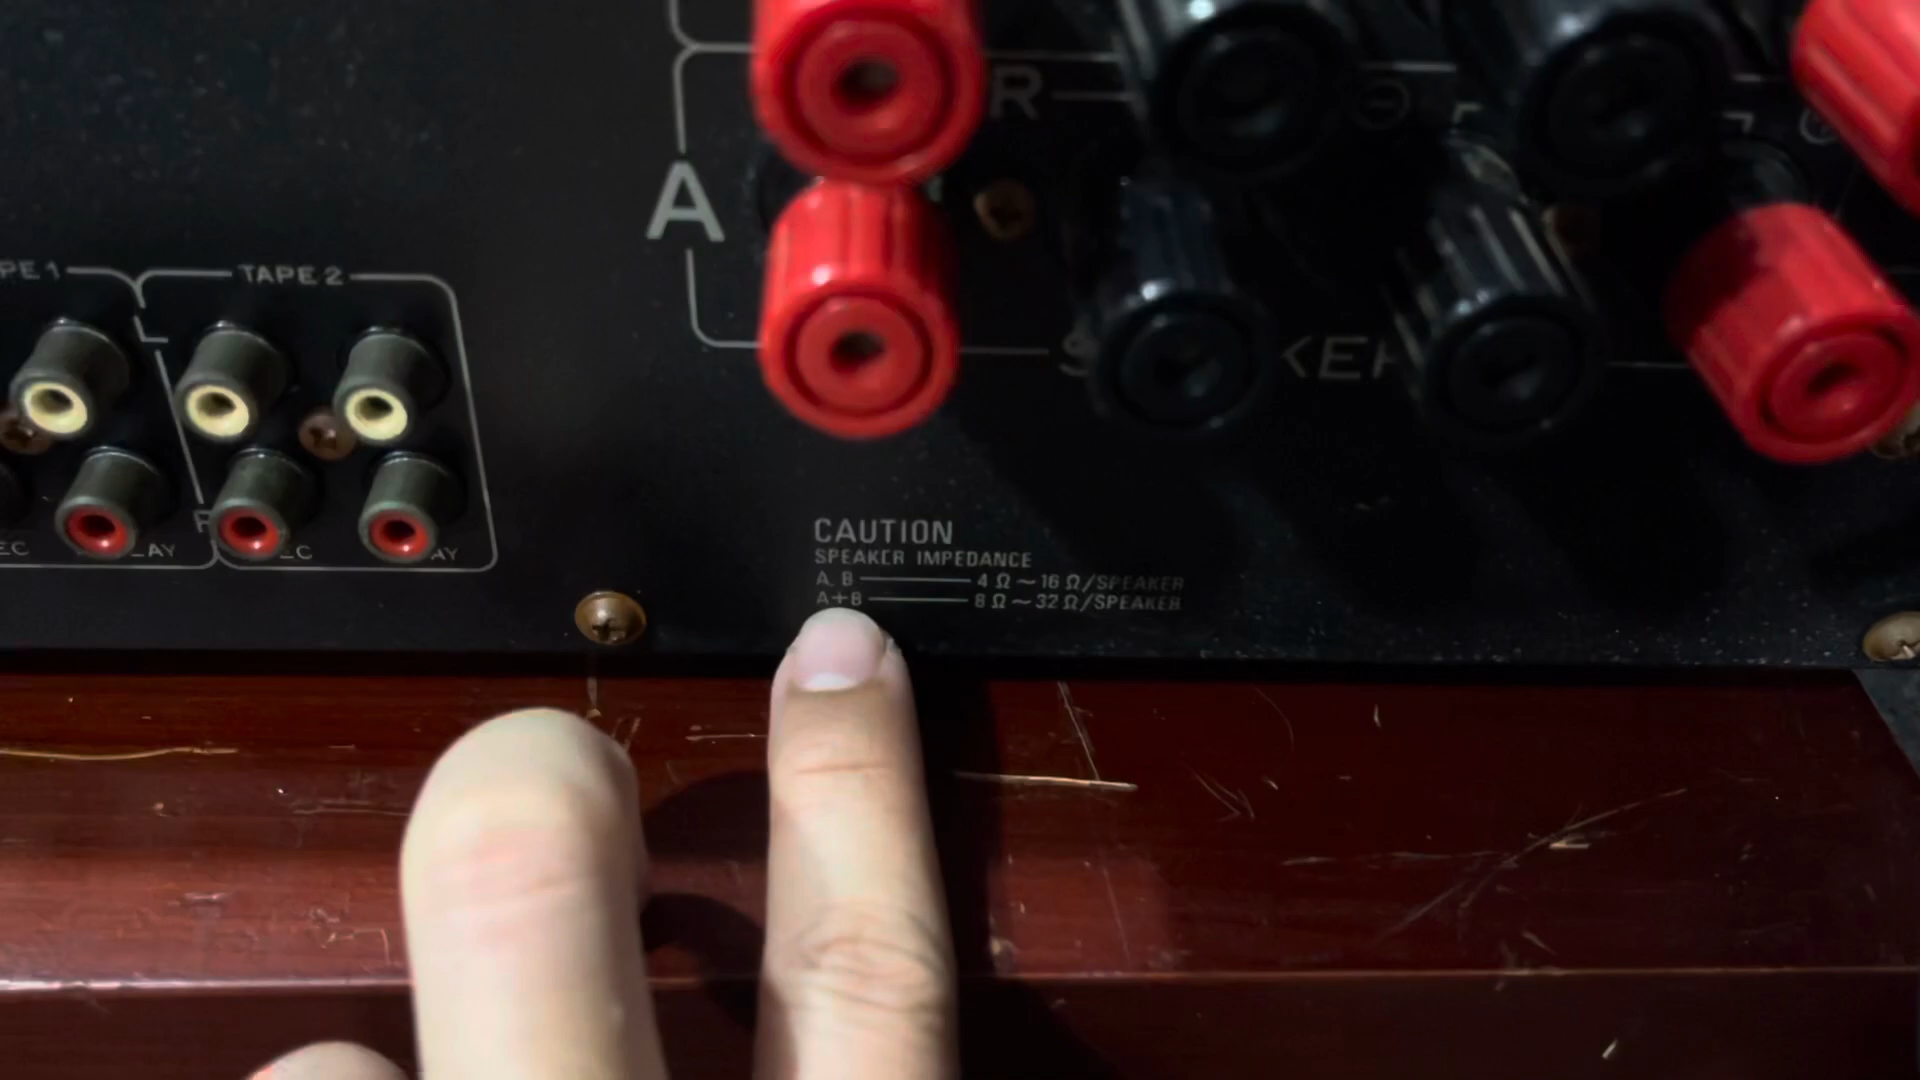 R
A
TAPE 2
CAUTION
SPEAKER IMPEDANCE
A, B 4 Ω ~ 16 Ω/SPEAKER
A+B 8 Ω ~ 32 Ω/SPEAKER